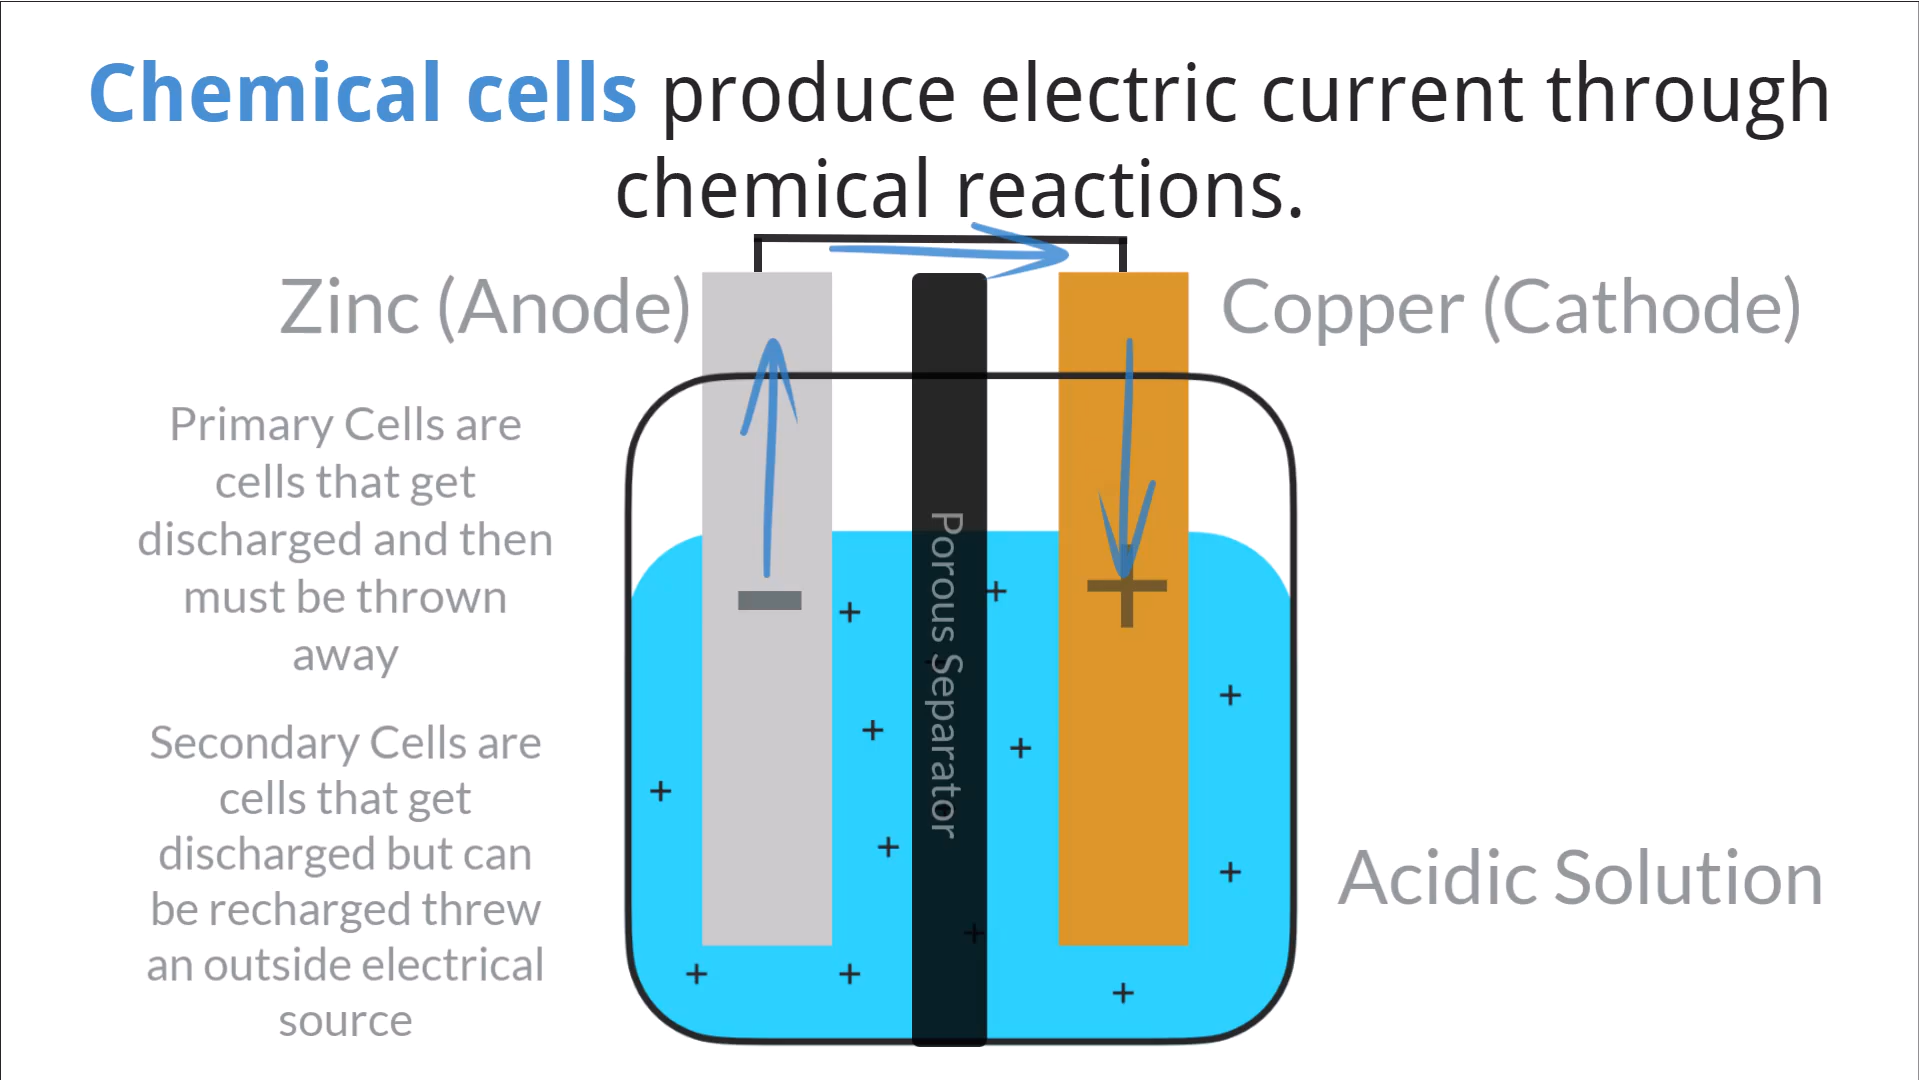 Chemical cells produce electric current through
chemical reactions.
Zinc (Anode)
Copper (Cathode)
Primary Cells are
cells that get
discharged and then
must be thrown
away
Porous Separator
Secondary Cells are
cells that get
discharged but can
be recharged threw
an outside electrical
source
Acidic Solution